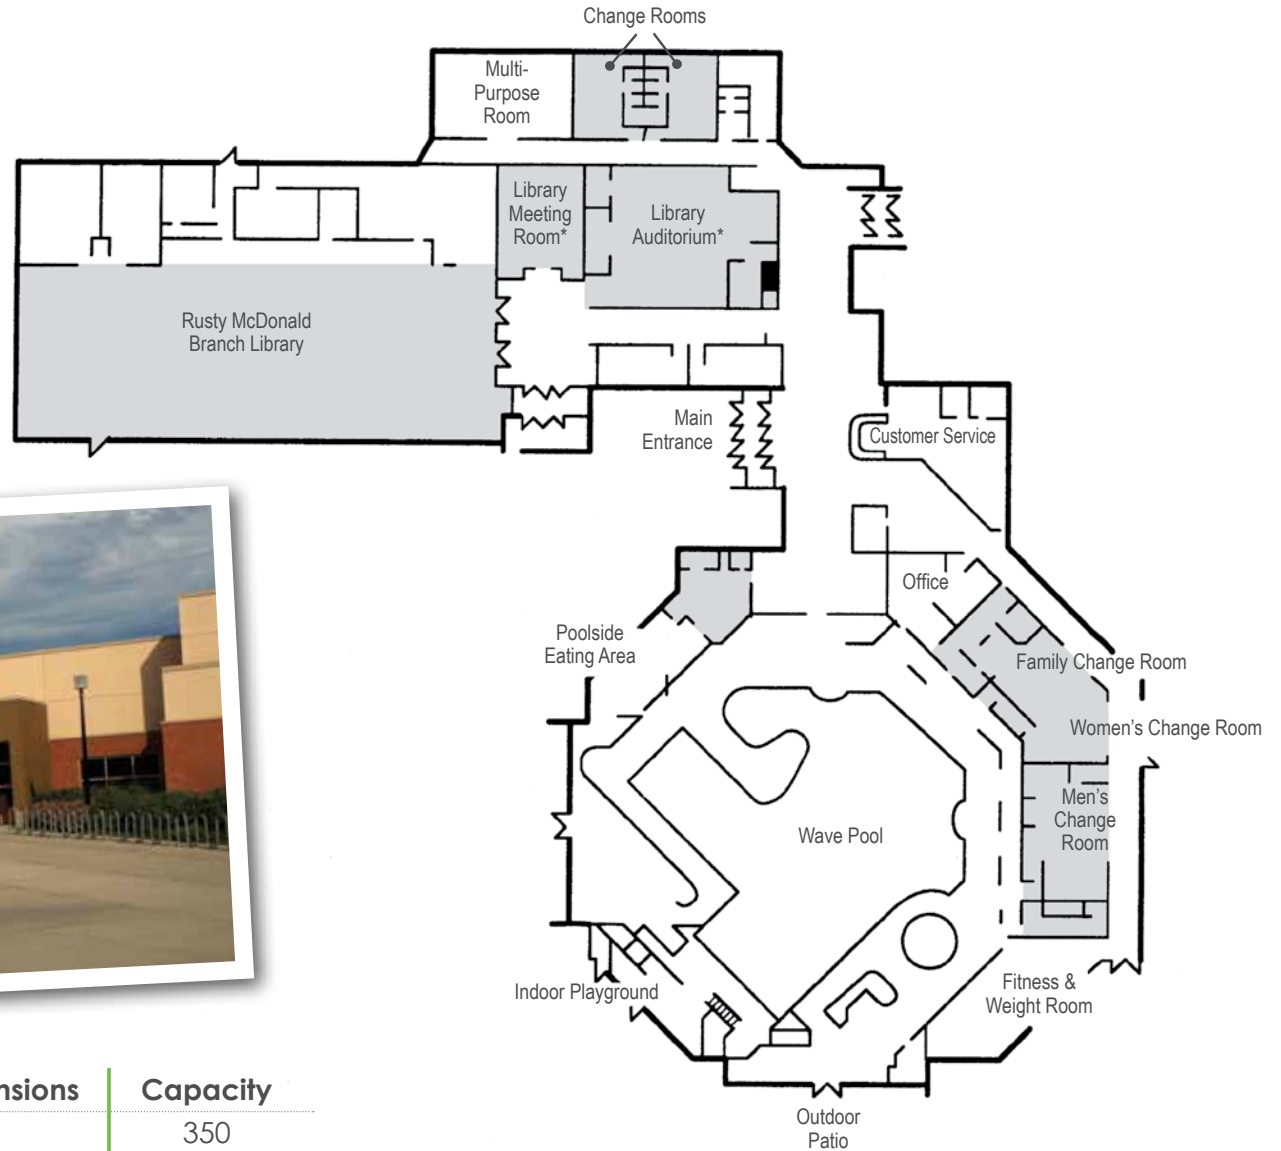 Change Rooms
Multi-
Purpose
Room
Library
Meeting
Room*
Library
Auditorium*
Rusty McDonald
Branch Library
Main
Entrance
Customer Service
Office
Poolside
Eating Area
Family Change Room
Women's Change Room
Men's
Change
Room
Wave Pool
Indoor Playground
Fitness &
Weight Room
Outdoor
Patio
nsions Capacity
350